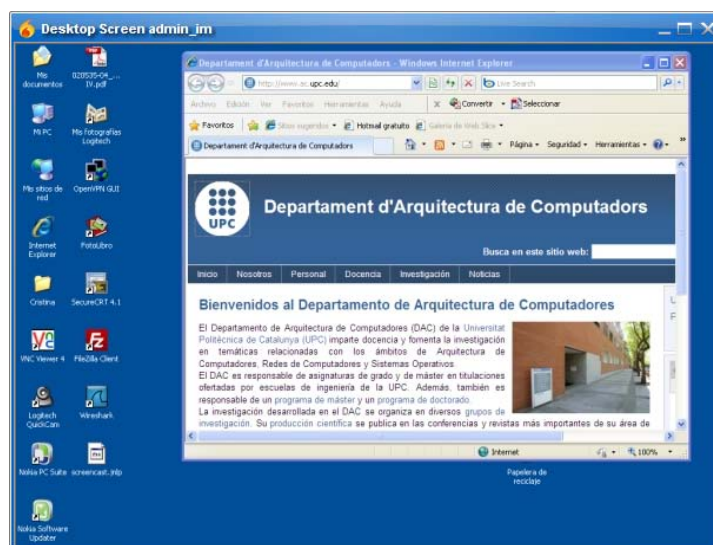 Desktop Screen admin_im
Mis documentos
020535-04_... IV.pdf
Mi PC
Mis fotografías Logitech
Mis sitios de red
OpenVPN GUI
Internet Explorer
FotoLibro
Cristina
SecureCRT 4.1
VNC Viewer 4
FileZilla Client
Logitech QuickCam
Wireshark
Nokia PC Suite
screencast.jnlp
Nokia Software Updater
Departament d'Arquitectura de Computadors - Windows Internet Explorer
http://www.ac.upc.edu/
Live Search
Archivo Edición Ver Favoritos Herramientas Ayuda
Convertir
Seleccionar
Favoritos
Sitios sugeridos
Hotmail gratuito
Galería de Web Slice
Departament d'Arquitectura de Computadors
Página
Seguridad
Herramientas
UPC
Departament d'Arquitectura de Computadors
Busca en este sitio web:
Inicio Nosotros Personal Docencia Investigación Noticias
Bienvenidos al Departamento de Arquitectura de Computadores
El Departamento de Arquitectura de Computadores (DAC) de la Universitat
Politècnica de Catalunya (UPC) imparte docencia y fomenta la investigación
en temáticas relacionadas con los ámbitos de Arquitectura de
Computadores, Redes de Computadores y Sistemas Operativos.
El DAC es responsable de asignaturas de grado y de máster en titulaciones
ofertadas por escuelas de ingeniería de la UPC. Además, también es
responsable de un programa de máster y un programa de doctorado.
La investigación desarrollada en el DAC se organiza en diversos grupos de
investigación. Su producción científica se publica en las conferencias y revistas más importantes de su área de
Internet
100%
Papelera de reciclaje